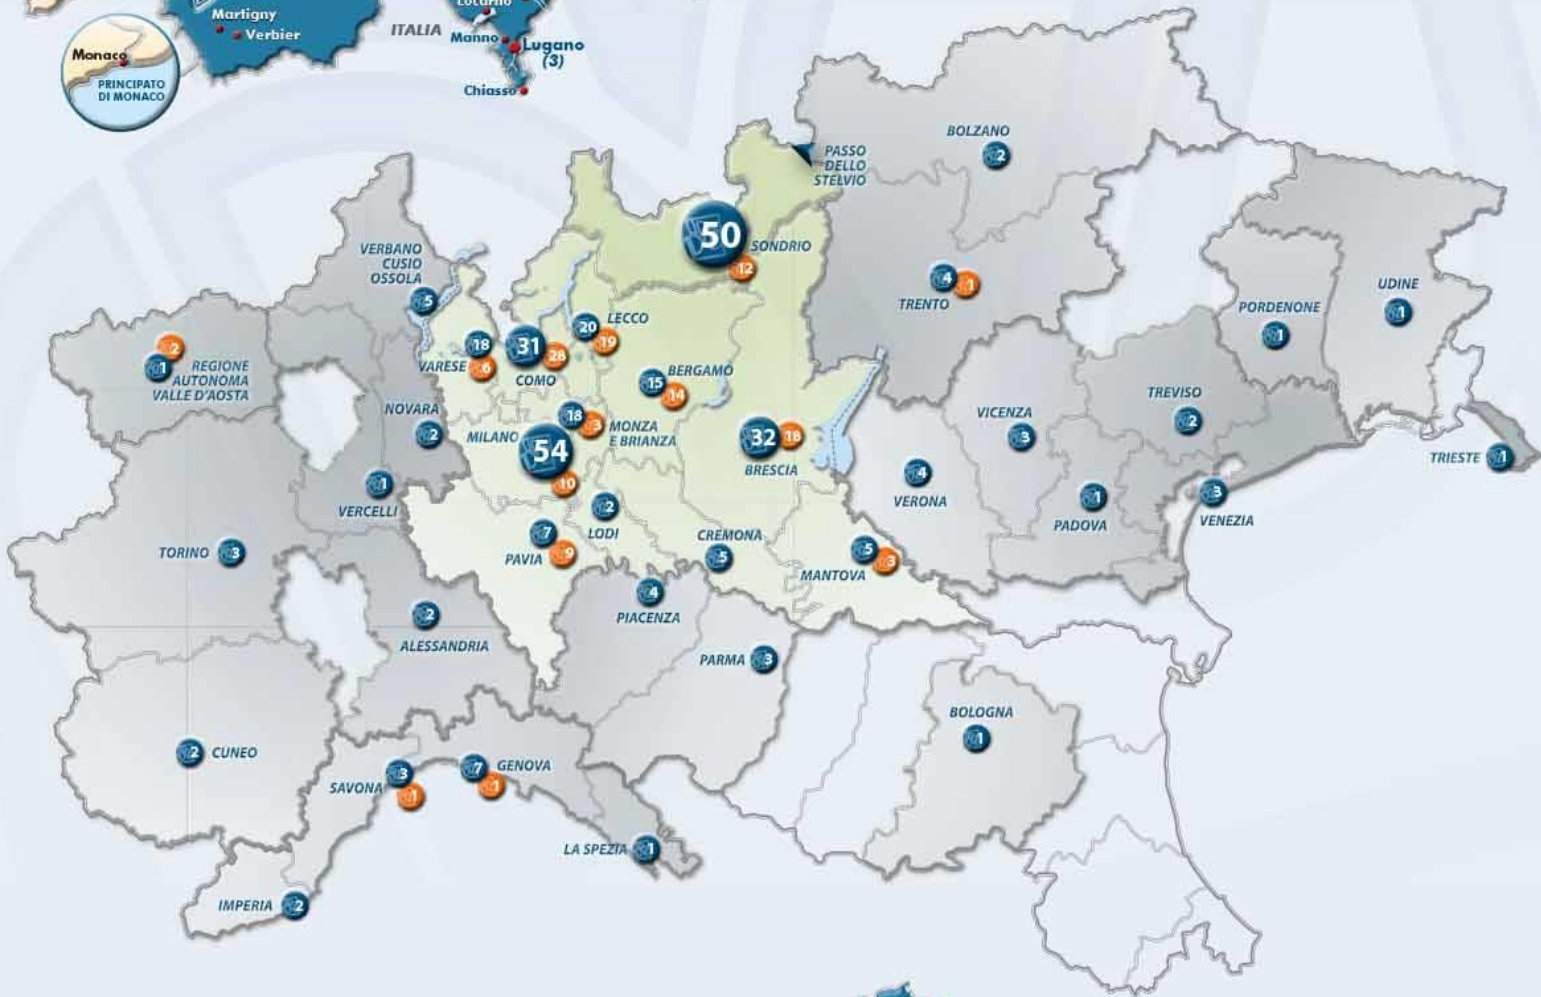 Martigny
Verbier
ITALIA
Locarno
Manno
Lugano
(3)
Chiasso
Monaco
PRINCIPATO
DI MONACO
BOLZANO
2
PASSO
DELLO
STELVIO
50
SONDRIO
12
VERBANO
CUSIO
OSSOLA
5
TRENTO
4
1
UDINE
1
PORDENONE
1
2
1
REGIONE
AUTONOMA
VALLE D'AOSTA
18
VARESE
6
31
28
COMO
20
LECCO
19
15
BERGAMO
14
TREVISO
2
NOVARA
2
VICENZA
3
MILANO
18
3
MONZA
E BRIANZA
54
10
32
18
BRESCIA
TRIESTE
1
4
VERONA
1
VERCELLI
1
PADOVA
3
VENEZIA
2
LODI
7
PAVIA
9
CREMONA
5
5
3
MANTOVA
TORINO
3
4
PIACENZA
2
ALESSANDRIA
PARMA
3
BOLOGNA
1
2
CUNEO
SAVONA
3
1
7
GENOVA
1
LA SPEZIA
1
IMPERIA
2